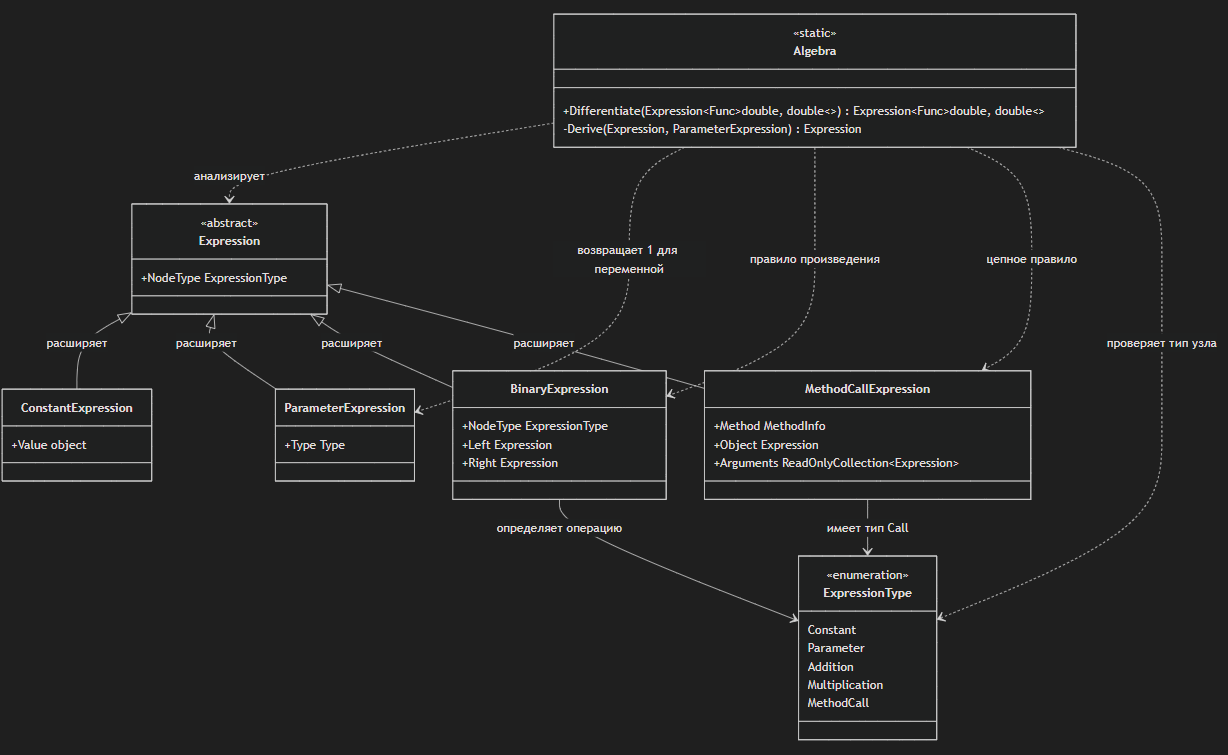 «static»
Algebra
+Differentiate(Expression<Func>double, double<>) : Expression<Func>double, double<>
-Derive(Expression, ParameterExpression) : Expression
анализирует
«abstract»
Expression
+NodeType ExpressionType
возвращает 1 для
переменной
правило произведения
цепное правило
проверяет тип узла
расширяет
расширяет
расширяет
расширяет
ConstantExpression
+Value object
ParameterExpression
+Type Type
BinaryExpression
+NodeType ExpressionType
+Left Expression
+Right Expression
MethodCallExpression
+Method MethodInfo
+Object Expression
+Arguments ReadOnlyCollection<Expression>
определяет операцию
имеет тип Call
«enumeration»
ExpressionType
Constant
Parameter
Addition
Multiplication
MethodCall